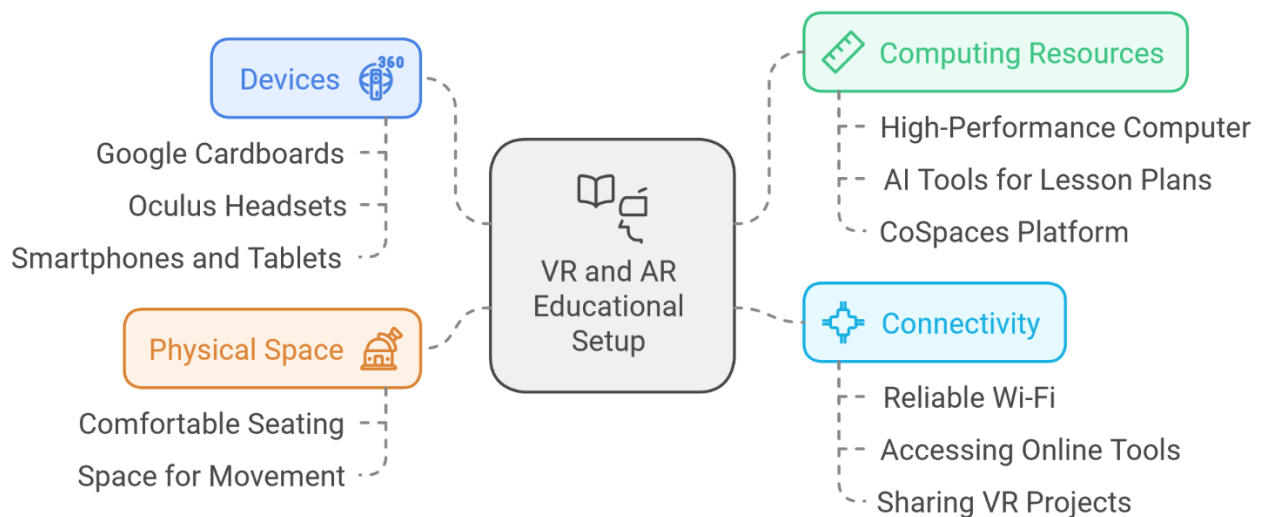 Devices
360
Google Cardboards
Oculus Headsets
Smartphones and Tablets
Physical Space
Comfortable Seating
Space for Movement
VR and AR
Educational
Setup
Computing Resources
High-Performance Computer
AI Tools for Lesson Plans
CoSpaces Platform
Connectivity
Reliable Wi-Fi
Accessing Online Tools
Sharing VR Projects